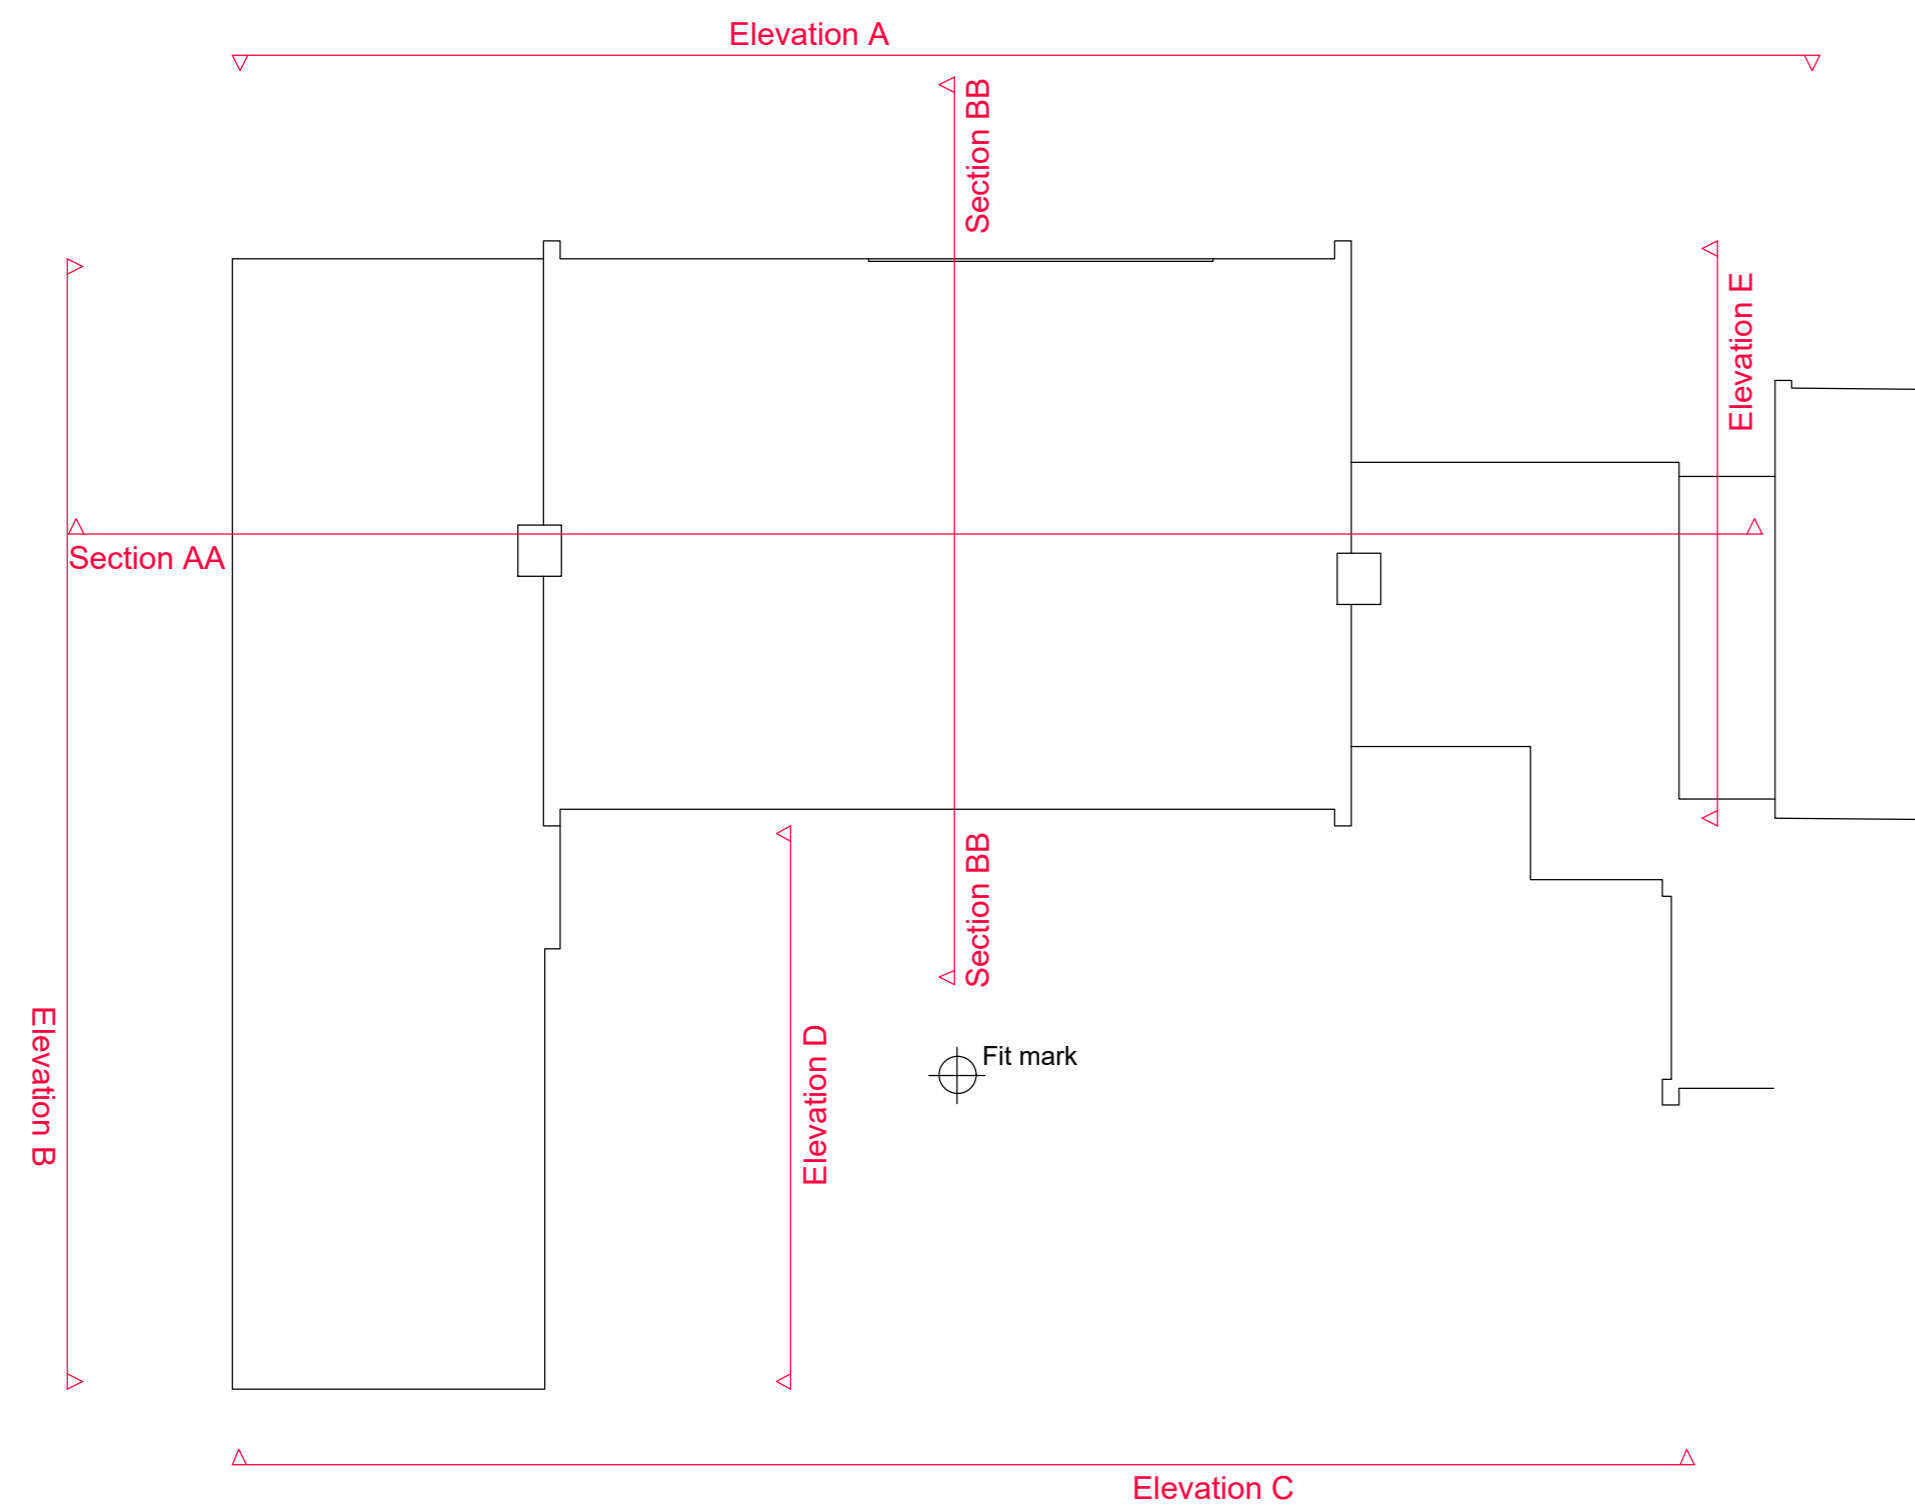 Elevation A
Section BB
Elevation E
Section AA
Section BB
Elevation B
Elevation D
Fit mark
Elevation C